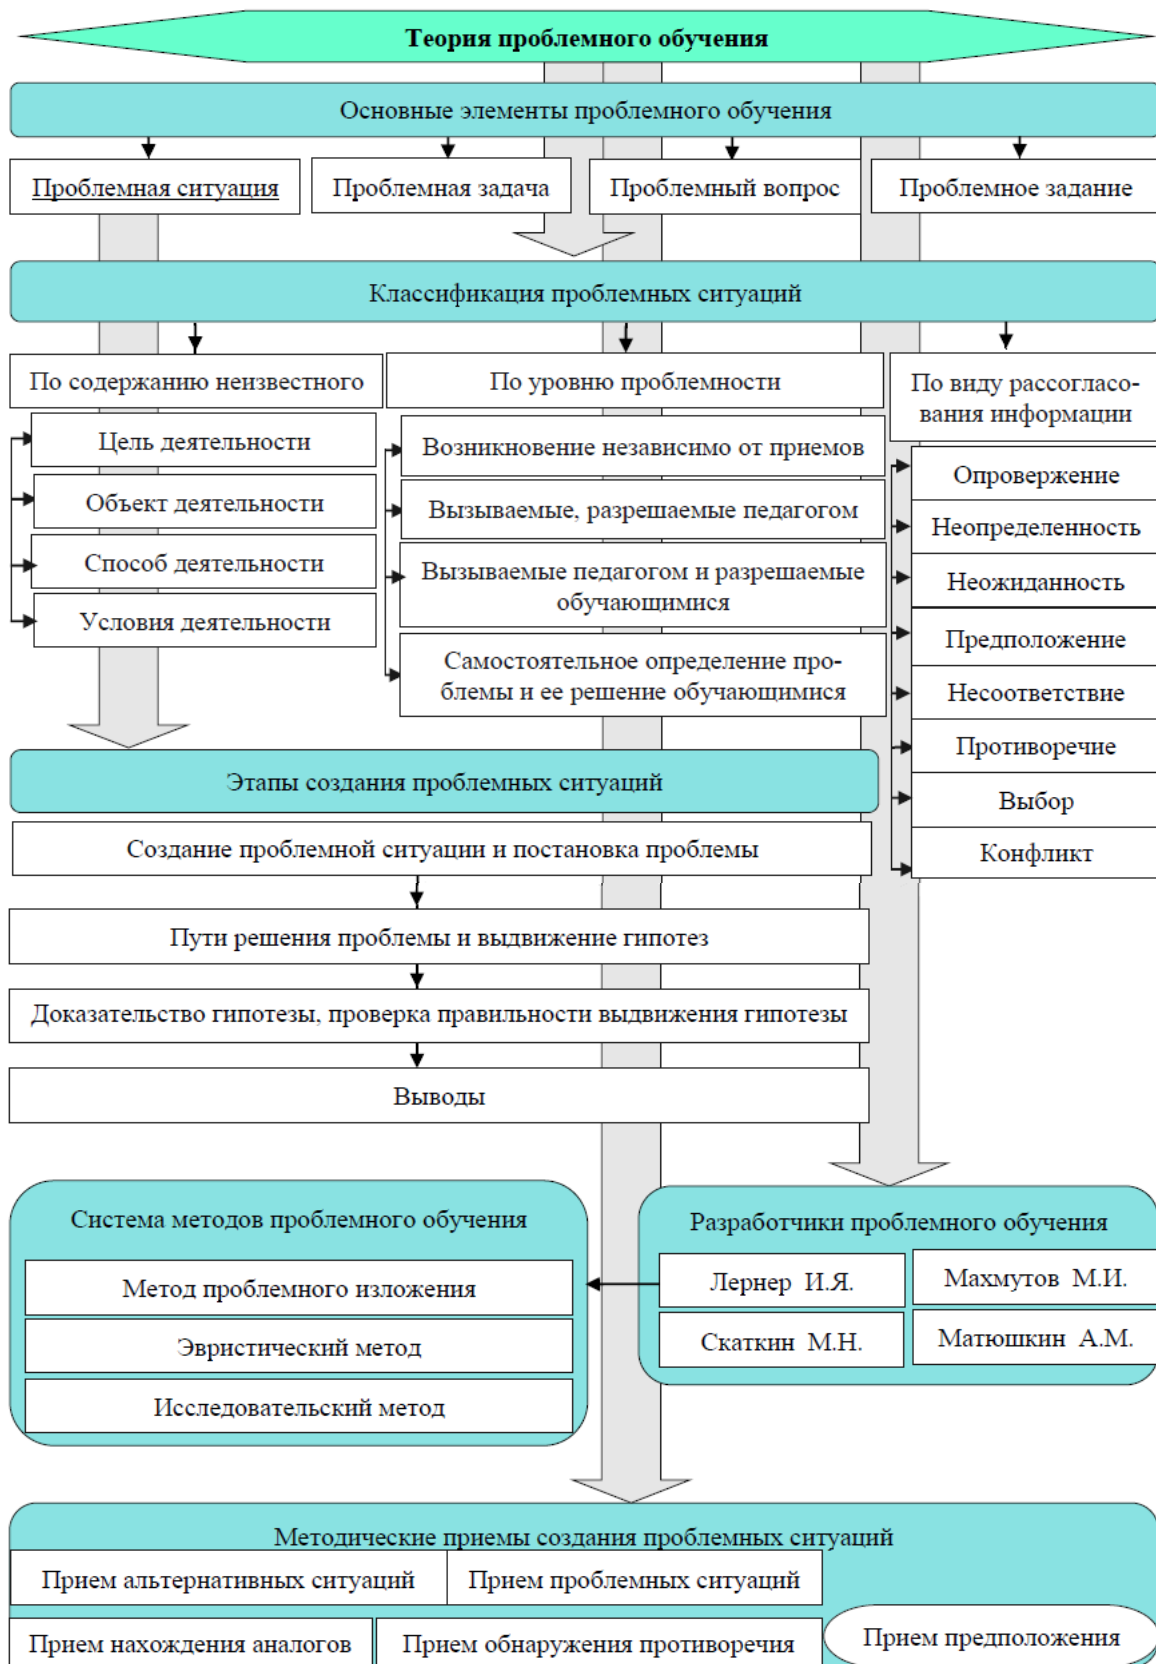 Теория проблемного обучения
Основные элементы проблемного обучения
Проблемная ситуация
Проблемная задача
Проблемный вопрос
Проблемное задание
Классификация проблемных ситуаций
По содержанию неизвестного
Цель деятельности
Объект деятельности
Способ деятельности
Условия деятельности
По уровню проблемности
Возникновение независимо от приемов
Вызываемые, разрешаемые педагогом
Вызываемые педагогом и разрешаемые
обучающимися
Самостоятельное определение про-
блемы и ее решение обучающимися
По виду рассогласо-
вания информации
Опровержение
Неопределенность
Неожиданность
Предположение
Несоответствие
Противоречие
Выбор
Конфликт
Этапы создания проблемных ситуаций
Создание проблемной ситуации и постановка проблемы
Пути решения проблемы и выдвижение гипотез
Доказательство гипотезы, проверка правильности выдвижения гипотезы
Выводы
Система методов проблемного обучения
Метод проблемного изложения
Эвристический метод
Исследовательский метод
Разработчики проблемного обучения
Лернер И.Я.
Махмутов М.И.
Скаткин М.Н.
Матюшкин А.М.
Методические приемы создания проблемных ситуаций
Прием альтернативных ситуаций
Прием проблемных ситуаций
Прием нахождения аналогов
Прием обнаружения противоречия
Прием предположения